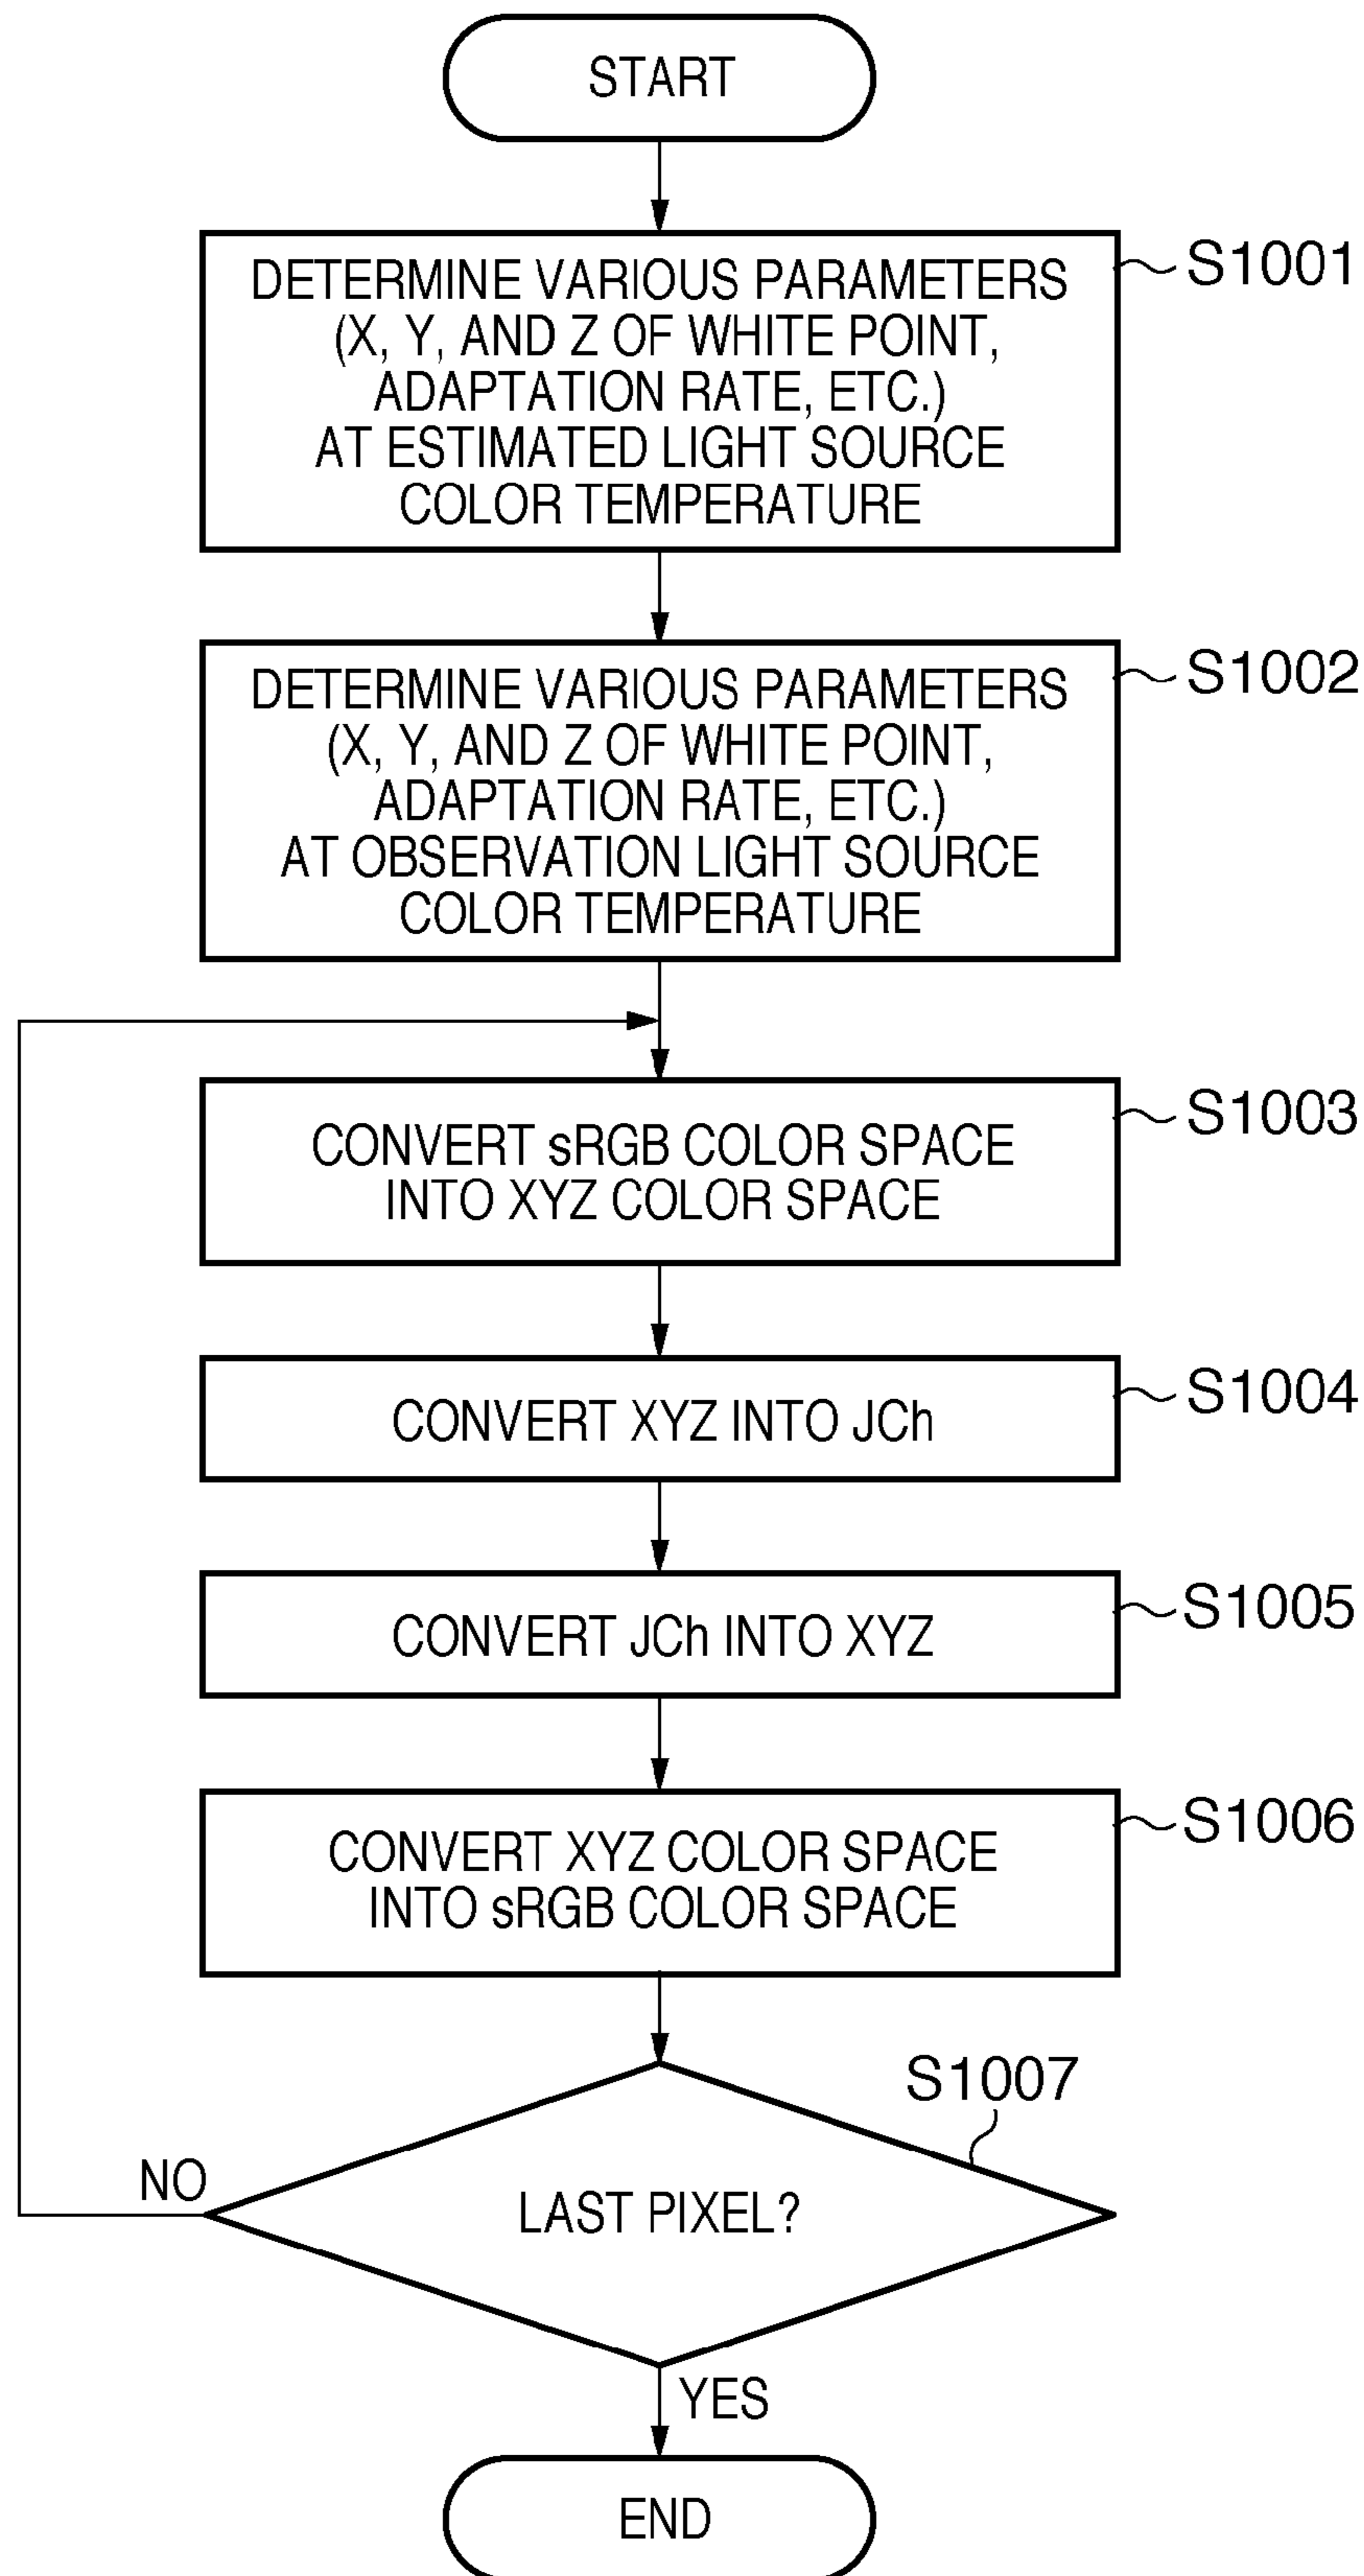 START
DETERMINE VARIOUS PARAMETERS
(X, Y, AND Z OF WHITE POINT,
ADAPTATION RATE, ETC.)
AT ESTIMATED LIGHT SOURCE
COLOR TEMPERATURE
S1001
DETERMINE VARIOUS PARAMETERS
(X, Y, AND Z OF WHITE POINT,
ADAPTATION RATE, ETC.)
AT OBSERVATION LIGHT SOURCE
COLOR TEMPERATURE
S1002
CONVERT sRGB COLOR SPACE
INTO XYZ COLOR SPACE
S1003
CONVERT XYZ INTO JCh
S1004
CONVERT JCh INTO XYZ
S1005
CONVERT XYZ COLOR SPACE
INTO sRGB COLOR SPACE
S1006
S1007
LAST PIXEL?
NO
YES
END